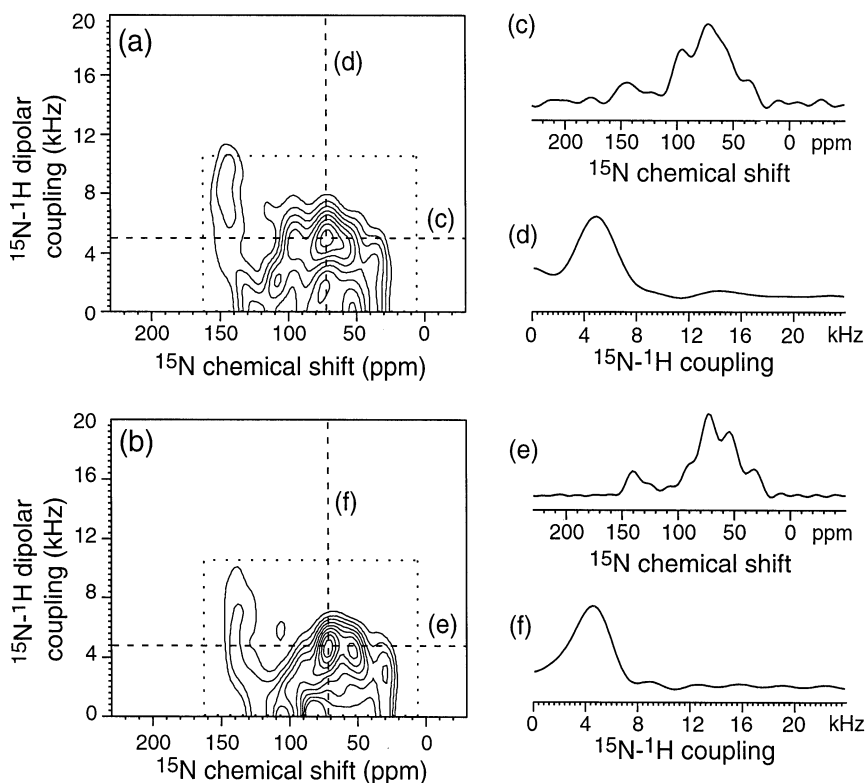 (a)
(d)
(c)
20
16
12
8
4
0
¹⁵N-¹H dipolar
coupling (kHz)
200 150 100 50 0
¹⁵N chemical shift (ppm)
(c)
200 150 100 50 0 ppm
¹⁵N chemical shift
(d)
0 4 8 12 16 20 kHz
¹⁵N-¹H coupling
(b)
(f)
(e)
20
16
12
8
4
0
¹⁵N-¹H dipolar
coupling (kHz)
200 150 100 50 0
¹⁵N chemical shift (ppm)
(e)
200 150 100 50 0 ppm
¹⁵N chemical shift
(f)
0 4 8 12 16 20 kHz
¹⁵N-¹H coupling